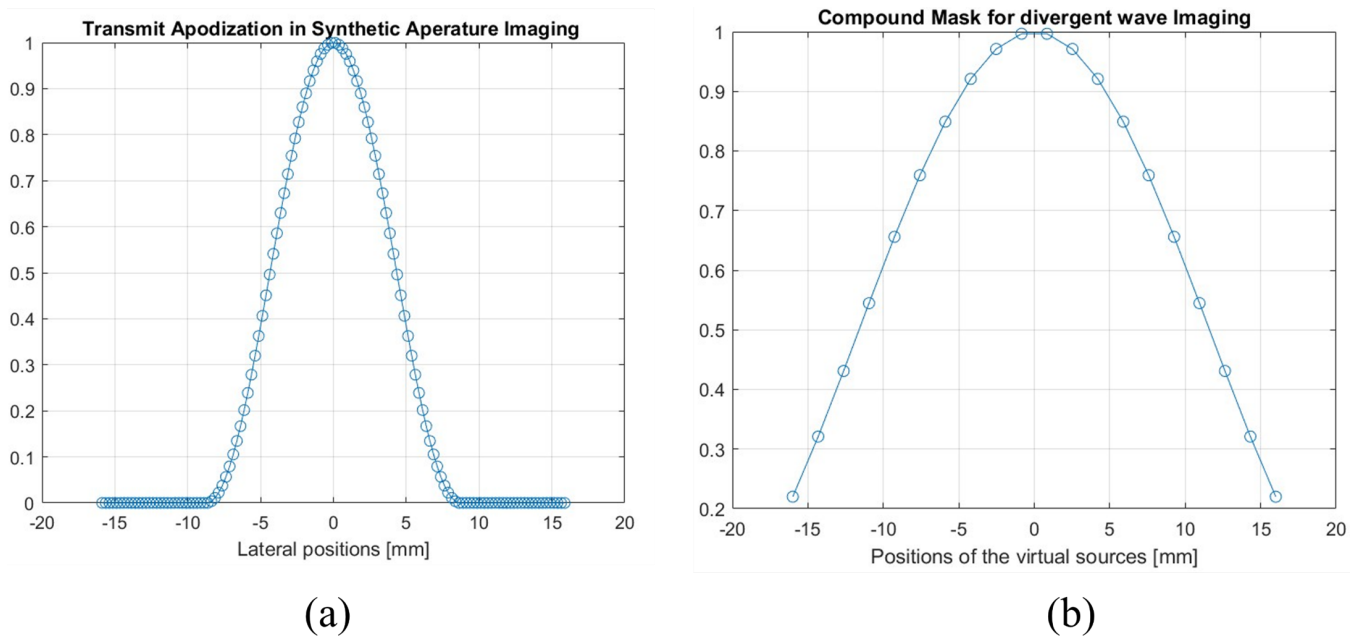 Transmit Apodization in Synthetic Aperature Imaging
1
0.9
0.8
0.7
0.6
0.5
0.4
0.3
0.2
0.1
0
-20 -15 -10 -5 0 5 10 15 20
Lateral positions [mm]
(a)
Compound Mask for divergent wave Imaging
1
0.9
0.8
0.7
0.6
0.5
0.4
0.3
0.2
-20 -15 -10 -5 0 5 10 15 20
Positions of the virtual sources [mm]
(b)